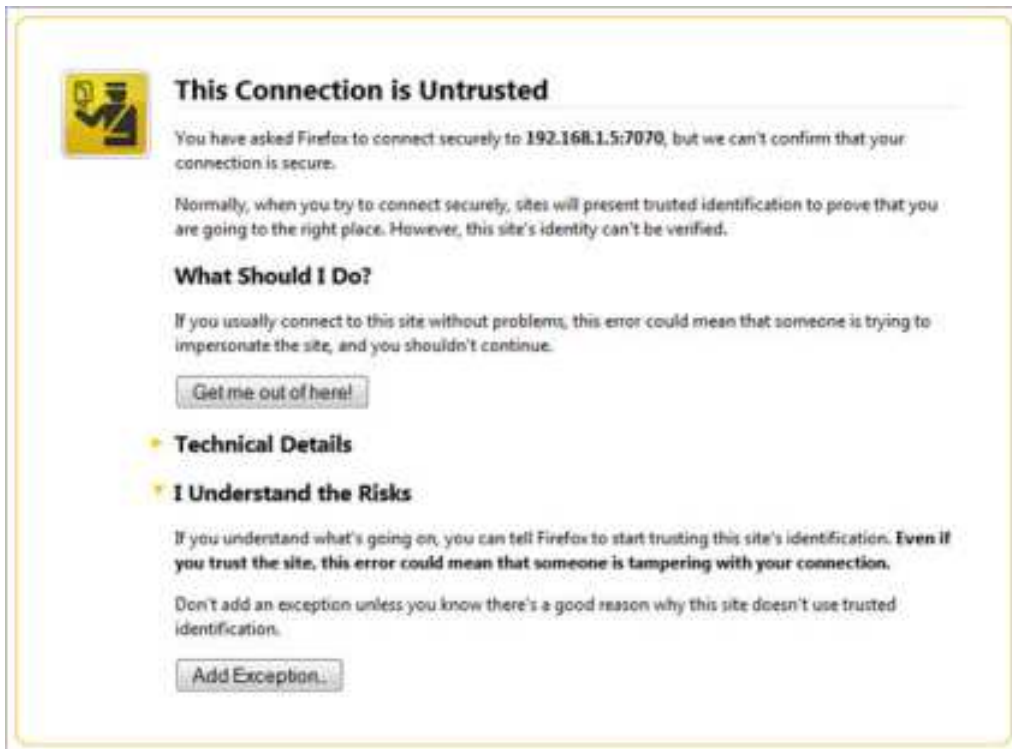 This Connection is Untrusted
You have asked Firefox to connect securely to 192.168.1.5:7070, but we can't confirm that your
connection is secure.
Normally, when you try to connect securely, sites will present trusted identification to prove that you
are going to the right place. However, this site's identity can't be verified.
What Should I Do?
If you usually connect to this site without problems, this error could mean that someone is trying to
impersonate the site, and you shouldn't continue.
Get me out of here!
Technical Details
I Understand the Risks
If you understand what's going on, you can tell Firefox to start trusting this site's identification. Even if
you trust the site, this error could mean that someone is tampering with your connection.
Don't add an exception unless you know there's a good reason why this site doesn't use trusted
identification.
Add Exception..